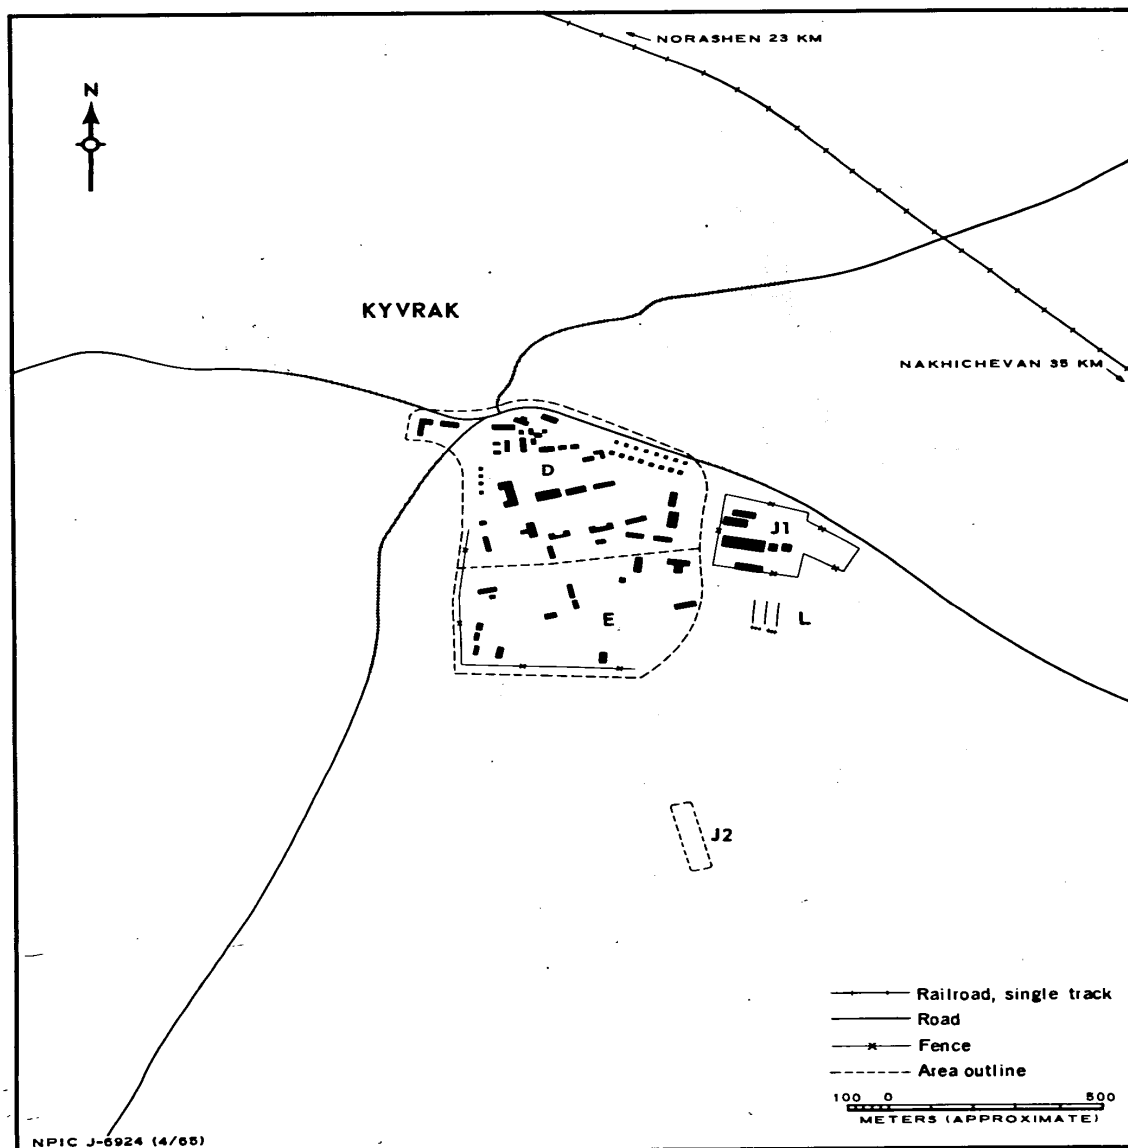 NORASHEN 23 KM
N
KYVRAK
NAKHICHEVAN 35 KM
D
J1
E
L
J2
Railroad, single track
Road
Fence
Area outline
100 0 500
METERS (APPROXIMATE)
NPIC J-6924 (4/65)